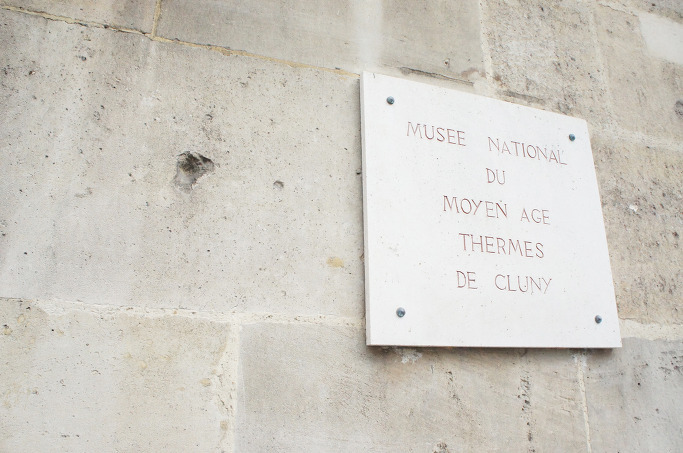 MUSEE NATIONAL
DU
MOYEN AGE
THERMES
DE CLUNY